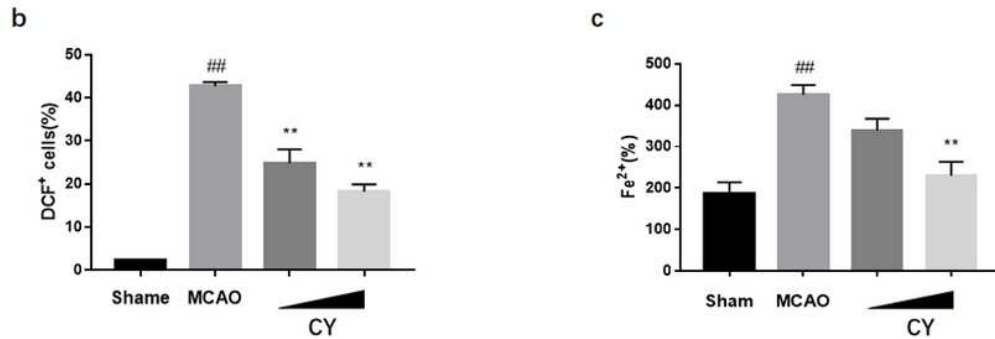 b
c
DCF⁺ cells(%)
50
40
30
20
10
0
##
**
**
Shame
MCAO
CY
Fe²⁺(%)
500
400
300
200
100
0
##
**
Sham
MCAO
CY